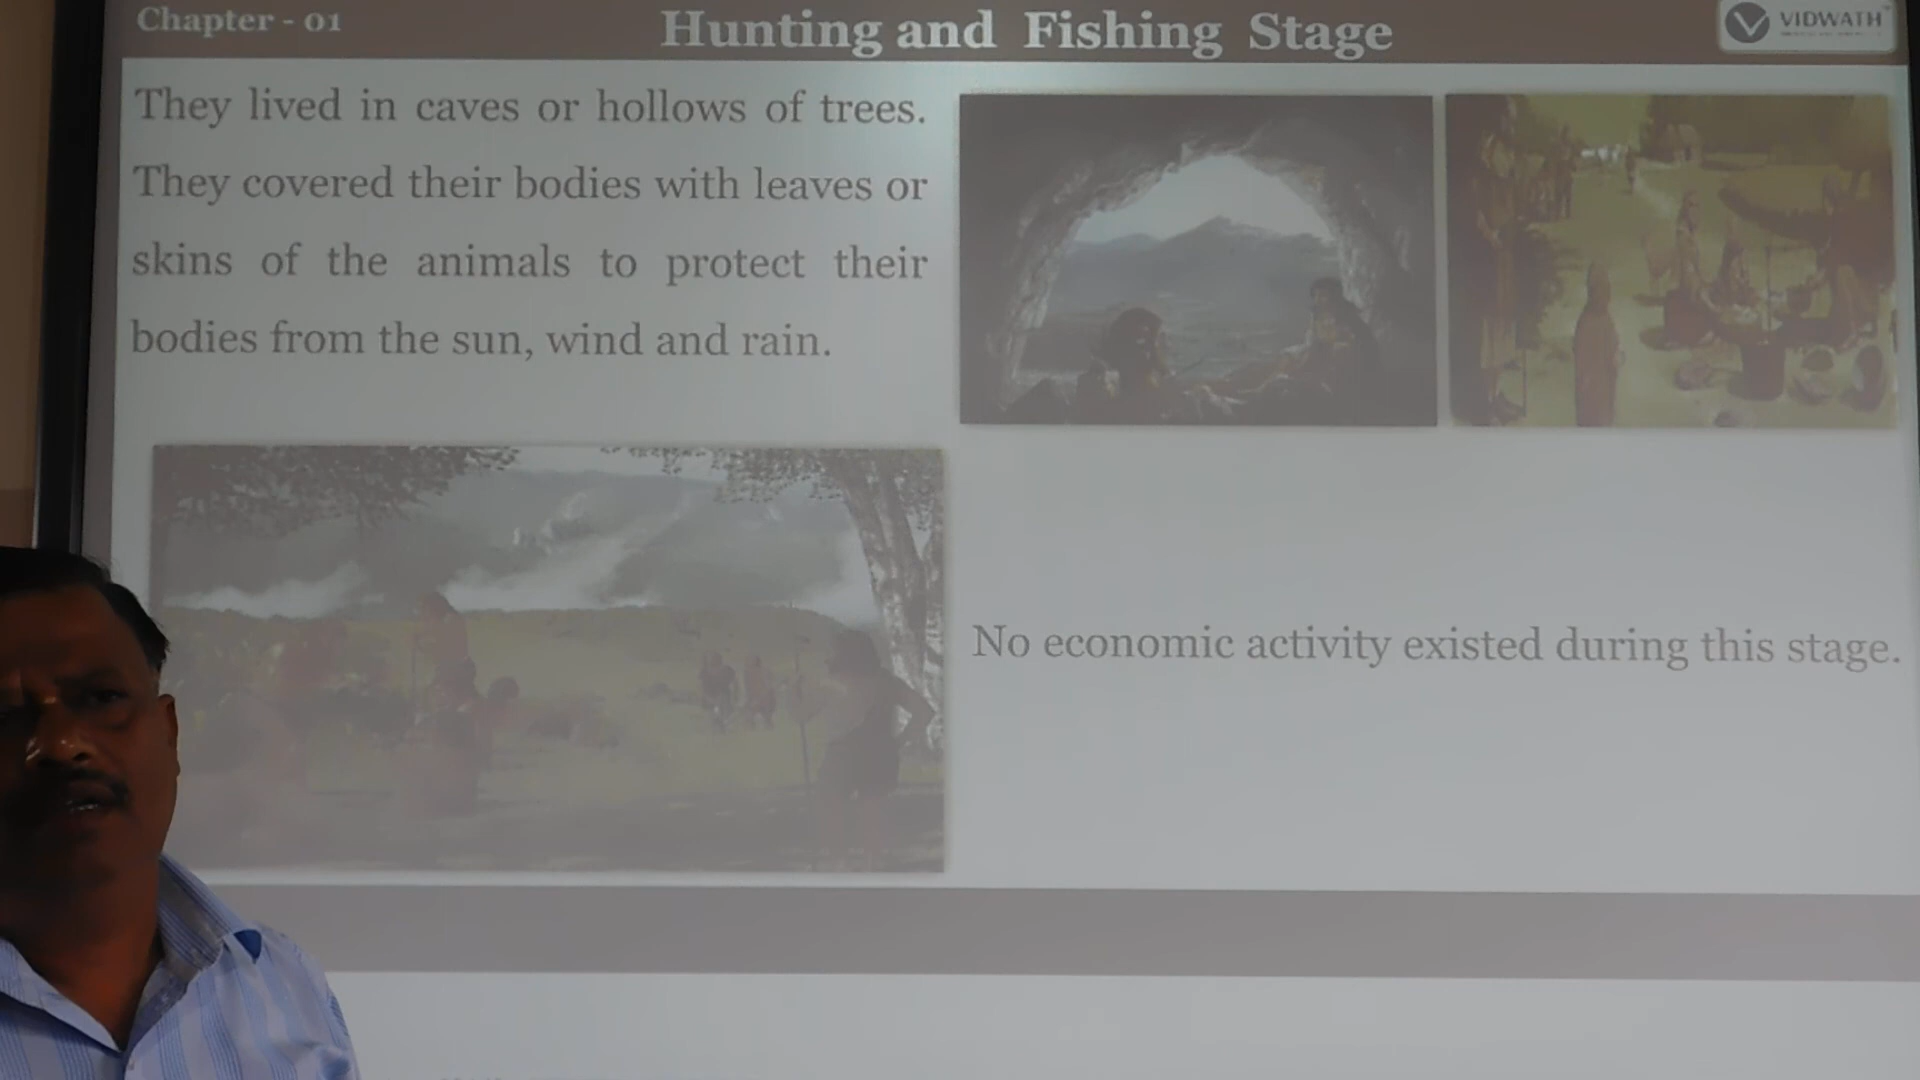 Chapter - 01
Hunting and Fishing Stage
VIDWATH
They lived in caves or hollows of trees.
They covered their bodies with leaves or
skins of the animals to protect their
bodies from the sun, wind and rain.
No economic activity existed during this stage.